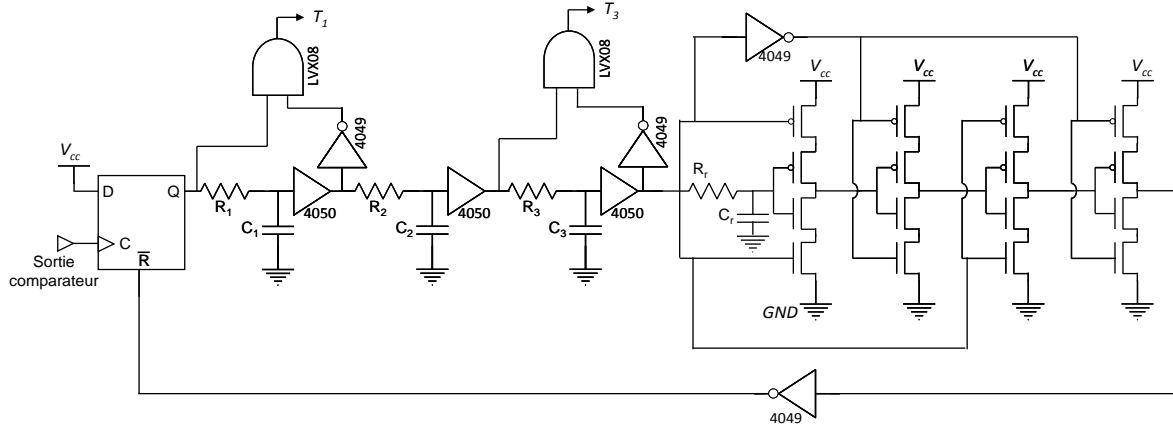 T1
T3
LVX08
LVX08
4049
Vcc
Vcc
Vcc
Vcc
4049
4049
Vcc
D
Q
R1
4050
R2
4050
R3
4050
Rr
C
C1
C2
C3
Cr
R
Sortie
comparateur
GND
4049